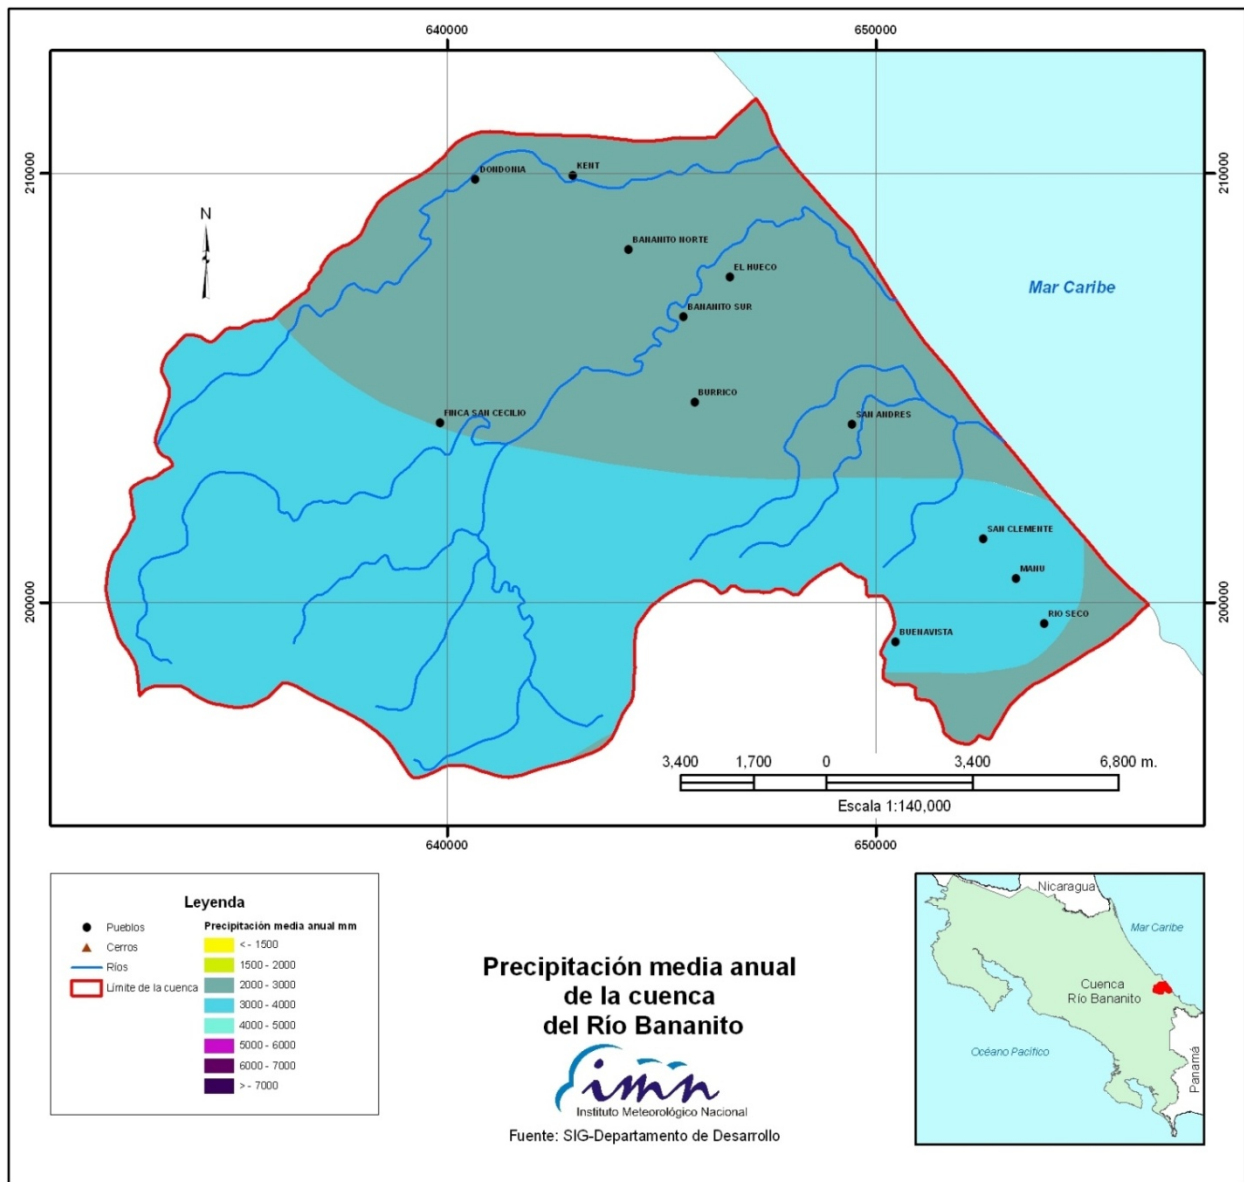 640000
650000
210000
210000
N
DONDONIA
KENT
BANANITO NORTE
EL HUECO
Mar Caribe
BANANITO SUR
BURRICO
FINCA SAN CECILIO
SAN ANDRES
SAN CLEMENTE
MANU
200000
200000
RIO SECO
BUENAVISTA
3,400 1,700 0 3,400 6,800 m.
Escala 1:140,000
640000
650000
Leyenda
Pueblos
Cerros
Ríos
Límite de la cuenca
Precipitación media anual mm
< - 1500
1500 - 2000
2000 - 3000
3000 - 4000
4000 - 5000
5000 - 6000
6000 - 7000
> - 7000
Precipitación media anual
de la cuenca
del Río Bananito
imn
Instituto Meteorológico Nacional
Fuente: SIG-Departamento de Desarrollo
Nicaragua
Mar Caribe
Cuenca
Río Bananito
Océano Pacífico
Panamá